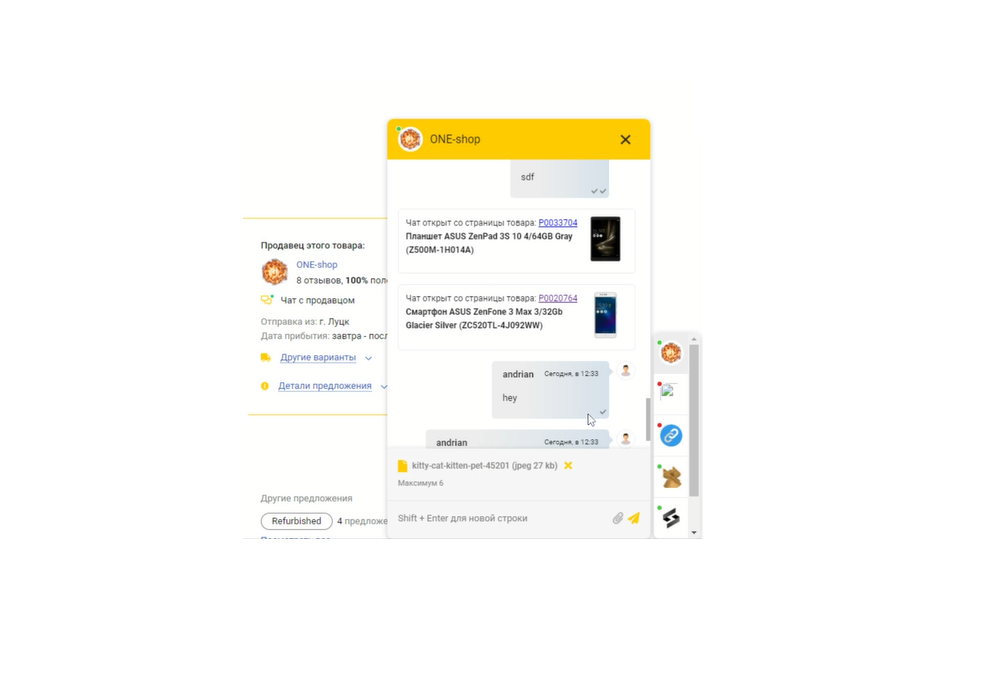 ONE-shop
sdf
Чат открыт со страницы товара: P0033704
Планшет ASUS ZenPad 3S 10 4/64GB Gray
(Z500M-1H014A)
Чат открыт со страницы товара: P0020764
Смартфон ASUS ZenFone 3 Max 3/32Gb
Glacier Silver (ZC520TL-4J092WW)
andrian Сегодня, в 12:33
hey
andrian Сегодня, в 12:33
kitty-cat-kitten-pet-45201 (jpeg 27 kb)
Максимум 6
Shift + Enter для новой строки
Продавец этого товара:
ONE-shop
8 отзывов, 100% пол
Чат с продавцом
Отправка из: г. Луцк
Дата прибытия: завтра - посл
Другие варианты
Детали предложения
Другие предложения
Refurbished 4 предложе